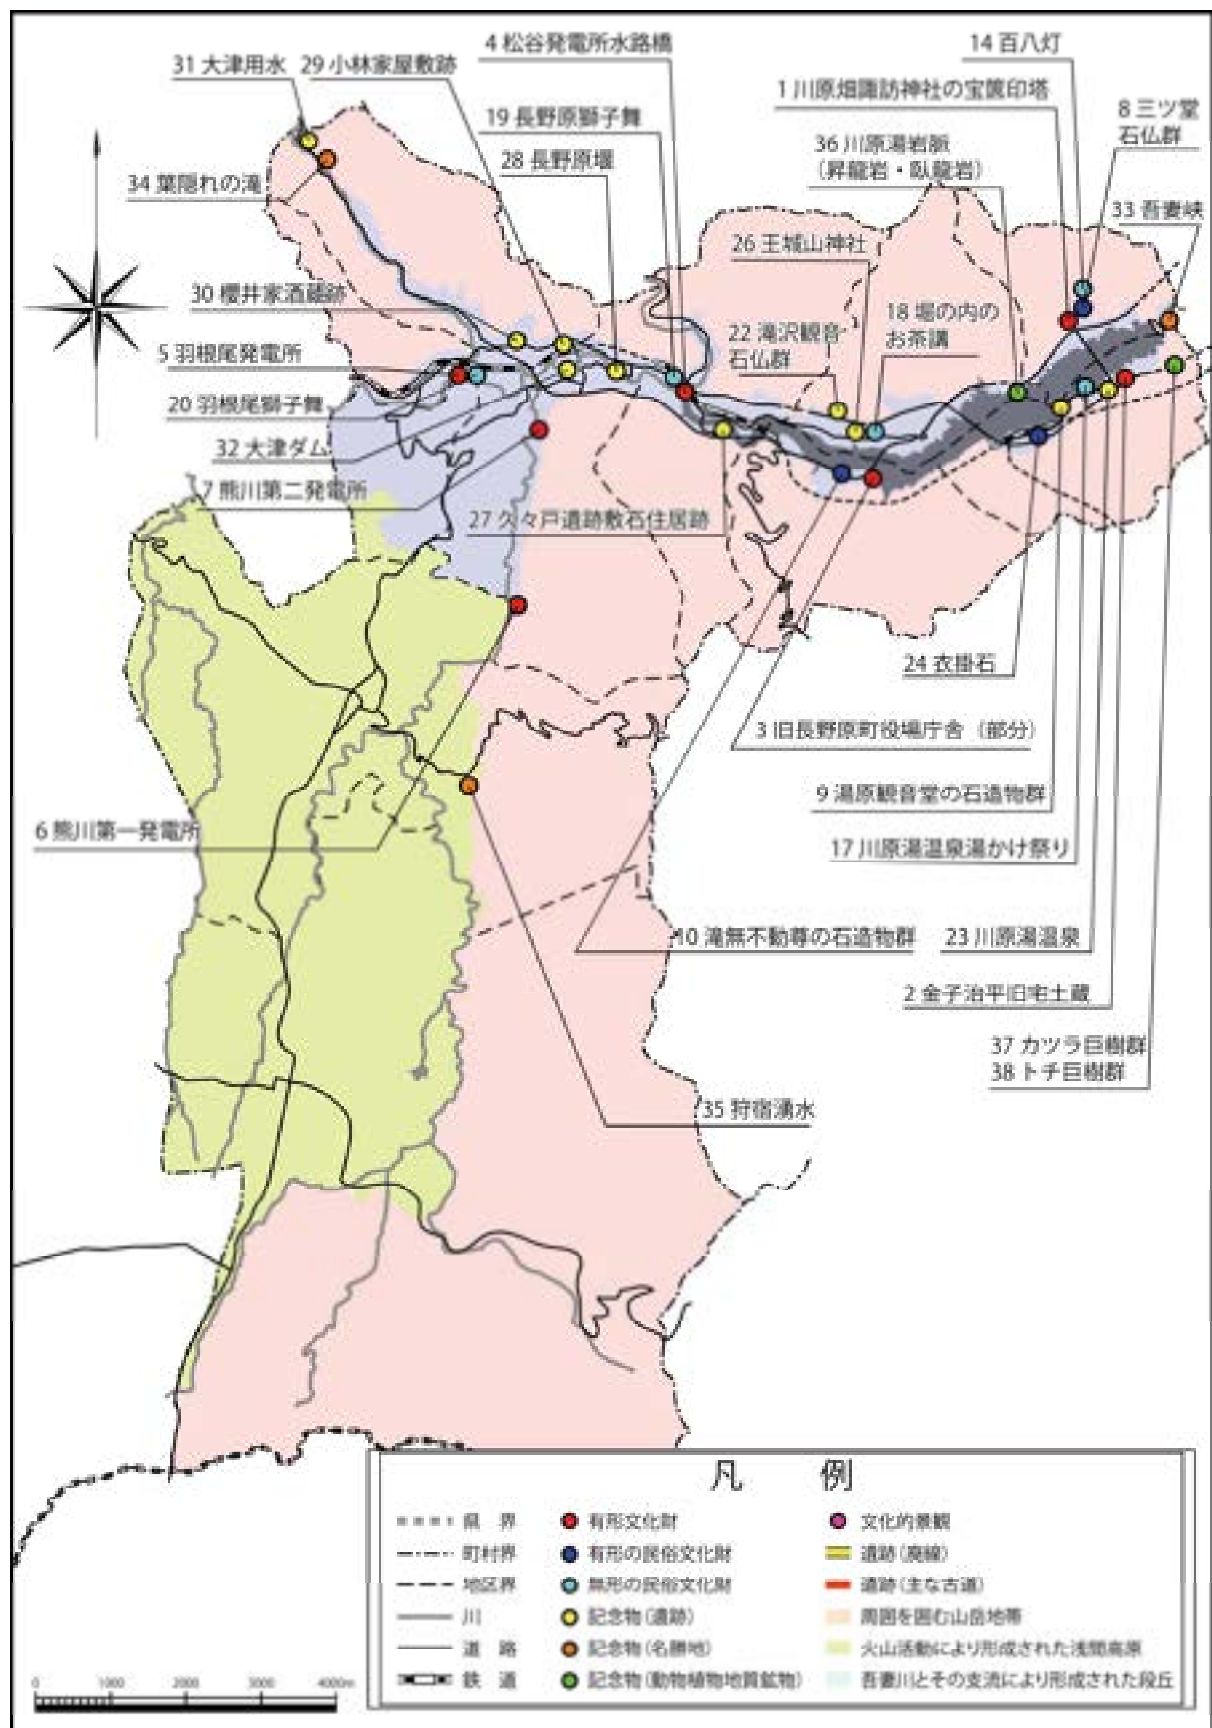 4 松谷発電所水路橋
14 百八灯
31 大津用水
29 小林家屋敷跡
1 川原畑諏訪神社の宝篋印塔
8 三ツ堂
石仏群
19 長野原獅子舞
36 川原湯岩脈
(昇龍岩・臥龍岩)
28 長野原堰
34 葉隠れの滝
33 吾妻峡
26 王城山神社
30 櫻井家酒蔵跡
18 堀の内の
お茶講
22 滝沢観音
石仏群
5 羽根尾発電所
20 羽根尾獅子舞
32 大津ダム
7 熊川第二発電所
27 久々戸遺跡敷石住居跡
24 衣掛石
3 旧長野原町役場庁舎（部分）
9 湯原観音堂の石造物群
6 熊川第一発電所
17 川原湯温泉湯かけ祭り
10 滝無不動尊の石造物群
23 川原湯温泉
2 金子治平旧宅土蔵
37 カツラ巨樹群
38 トチ巨樹群
35 狩宿湧水
凡 例
県 界
有形文化財
文化的景観
町村界
有形の民俗文化財
遺跡(廃線)
地区界
無形の民俗文化財
遺跡(主な古道)
川
記念物(遺跡)
周囲を囲む山岳地帯
道 路
記念物(名勝地)
火山活動により形成された浅間高原
鉄 道
記念物(動物植物地質鉱物)
吾妻川とその支流により形成された段丘
0 1000 2000 3000 4000m